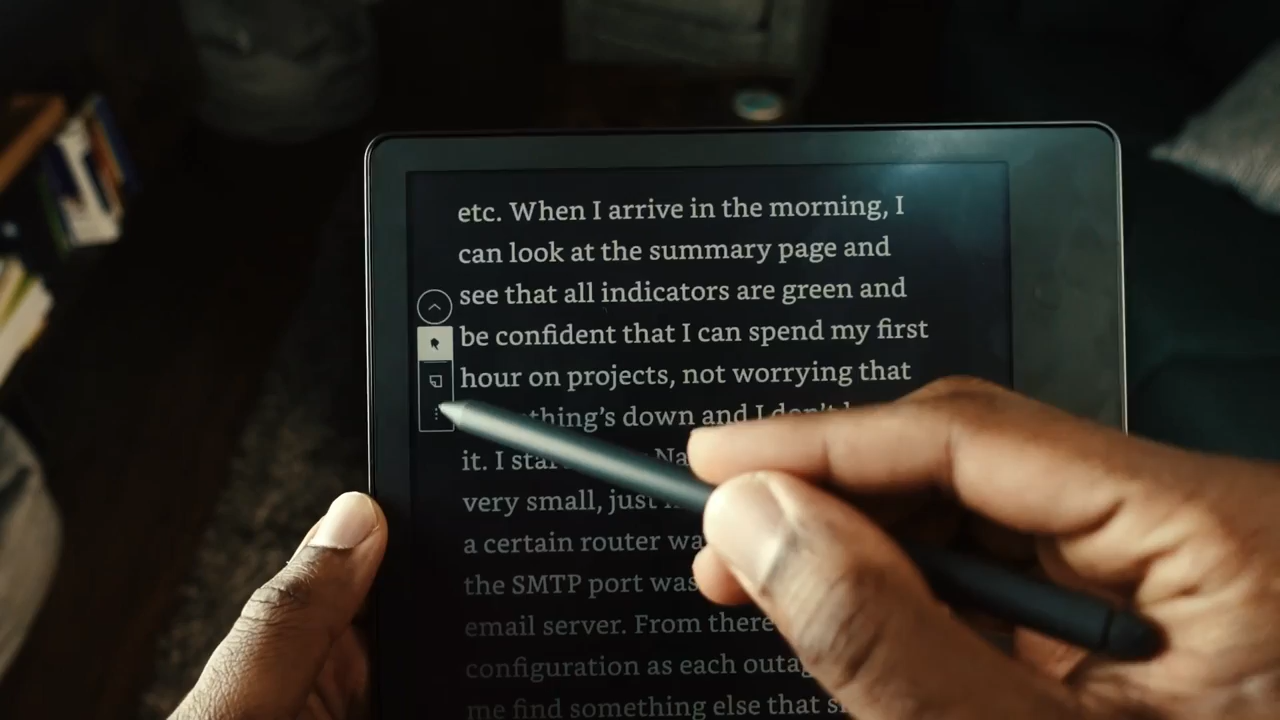 etc. When I arrive in the morning, I
can look at the summary page and
see that all indicators are green and
be confident that I can spend my first
hour on projects, not worrying that
thing's down and I don't
it. I
very small, just
a certain router
the SMTP port was
email server. From there
configuration as each
me find something else that